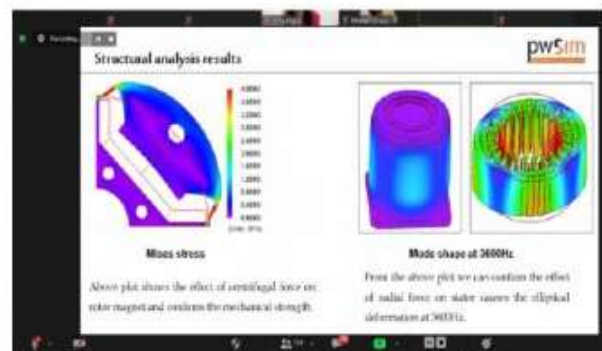 Structural analysis results
pwSim
Mises stress
Above plot shows the effect of centrifugal force on
rotor magnet and confirms the mechanical strength.
Mode shape at 3600Hz
From the above plot we can confirm the effect
of radial force on stator causes the elliptical
deformation at 3600Hz.